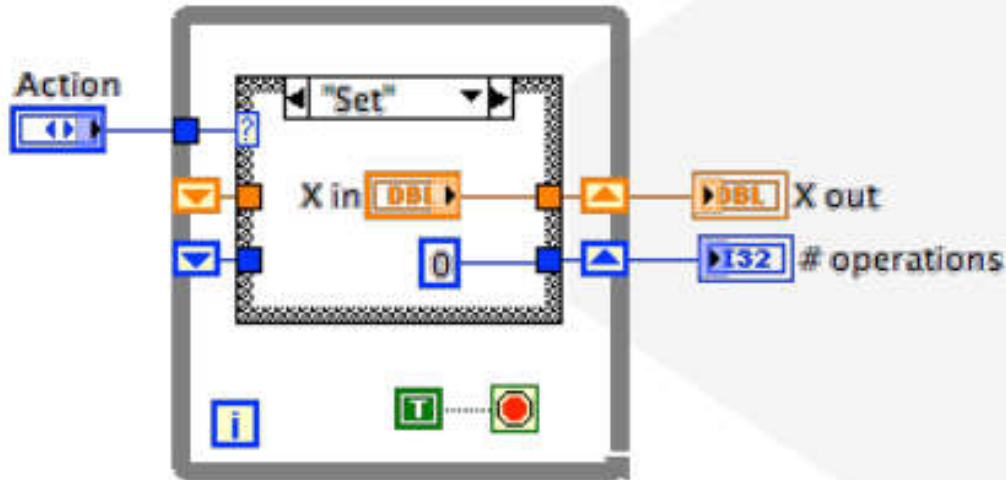 Action
"Set"
?
X in DBL
DBL X out
0
I32 # operations
T
i